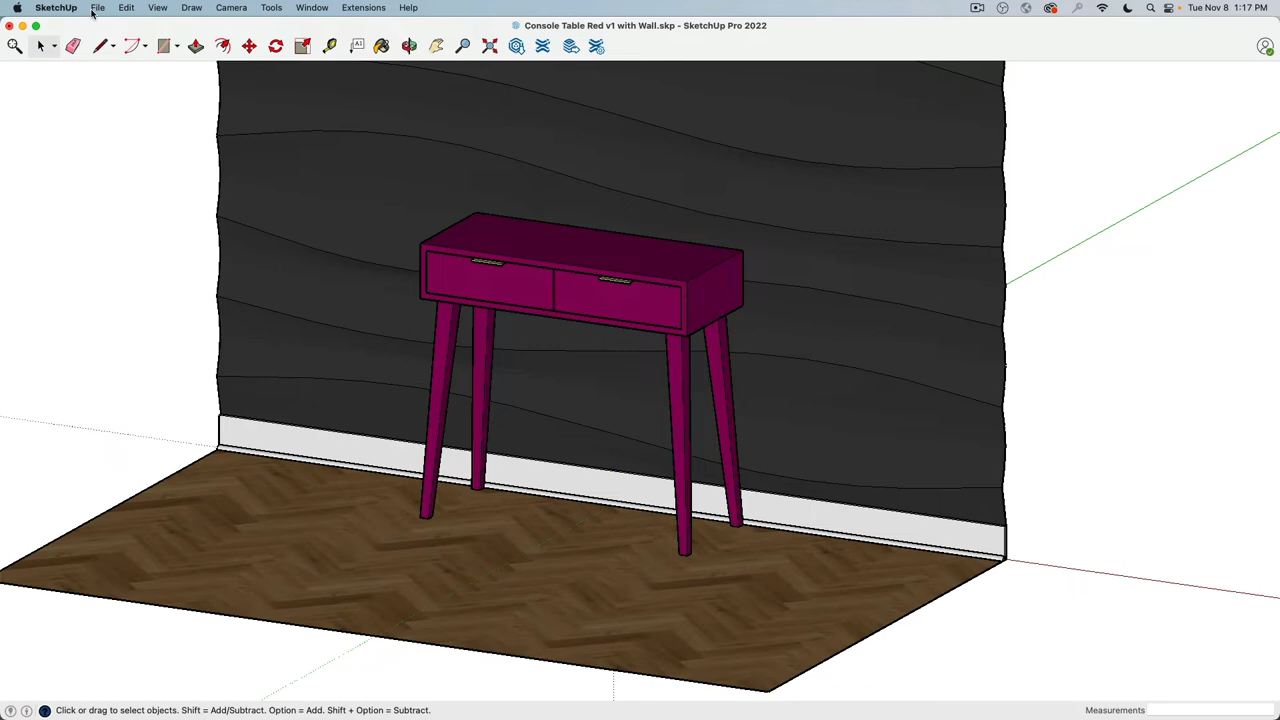 SketchUp File Edit View Draw Camera Tools Window Extensions Help Tue Nov 8 1:17 PM
Console Table Red v1 with Wall.skp - SketchUp Pro 2022
A1
Click or drag to select objects. Shift = Add/Subtract. Option = Add. Shift + Option = Subtract. Measurements